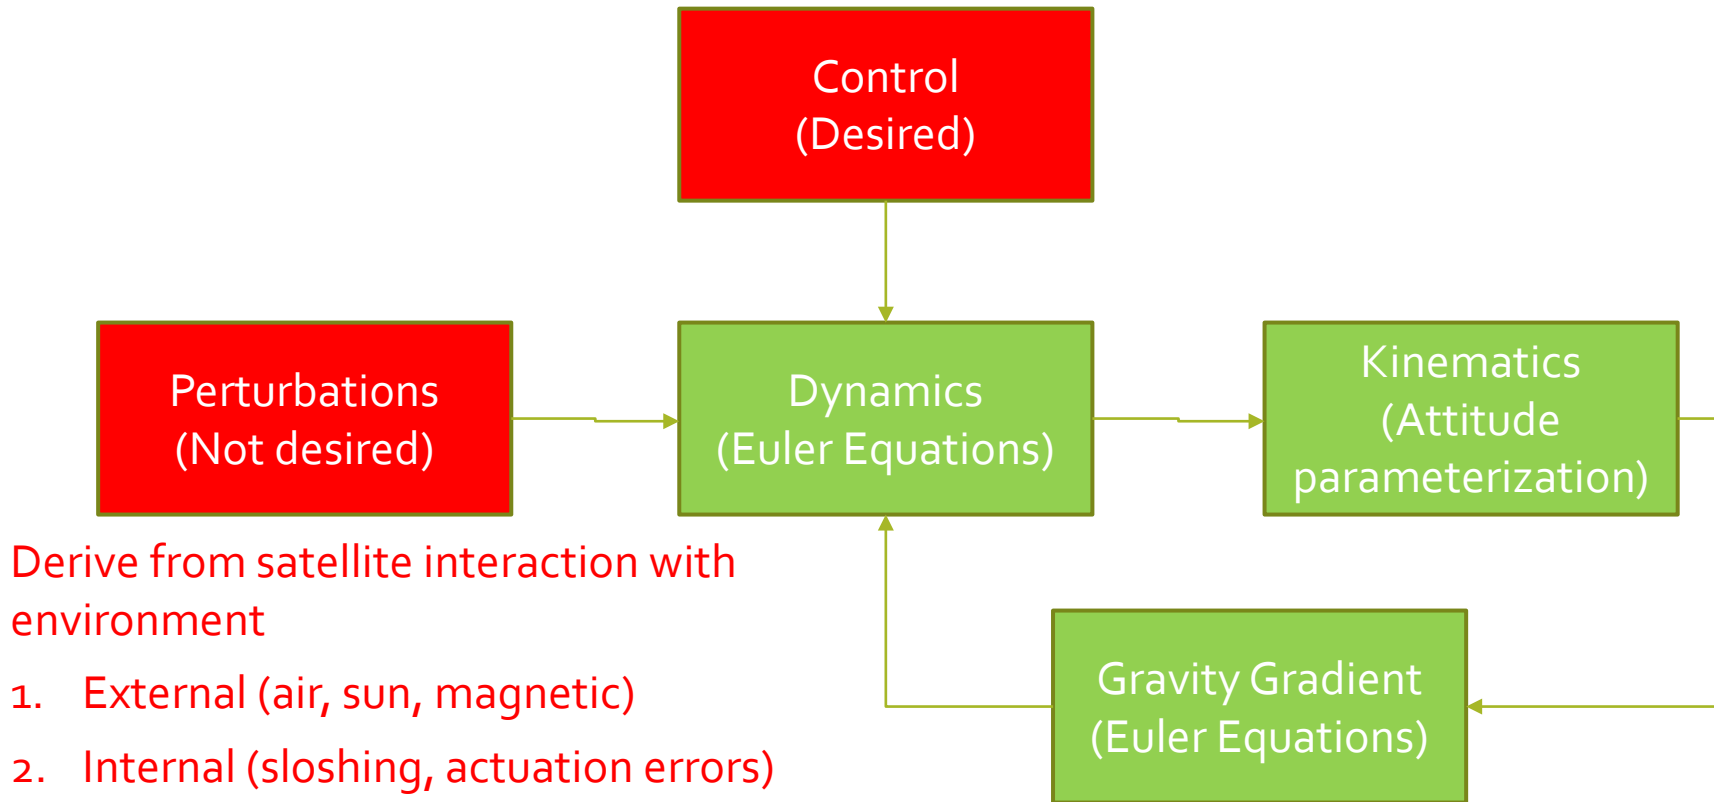 Control
(Desired)
Perturbations
(Not desired)
Dynamics
(Euler Equations)
Kinematics
(Attitude
parameterization)
Derive from satellite interaction with
environment
1. External (air, sun, magnetic)
2. Internal (sloshing, actuation errors)
Gravity Gradient
(Euler Equations)